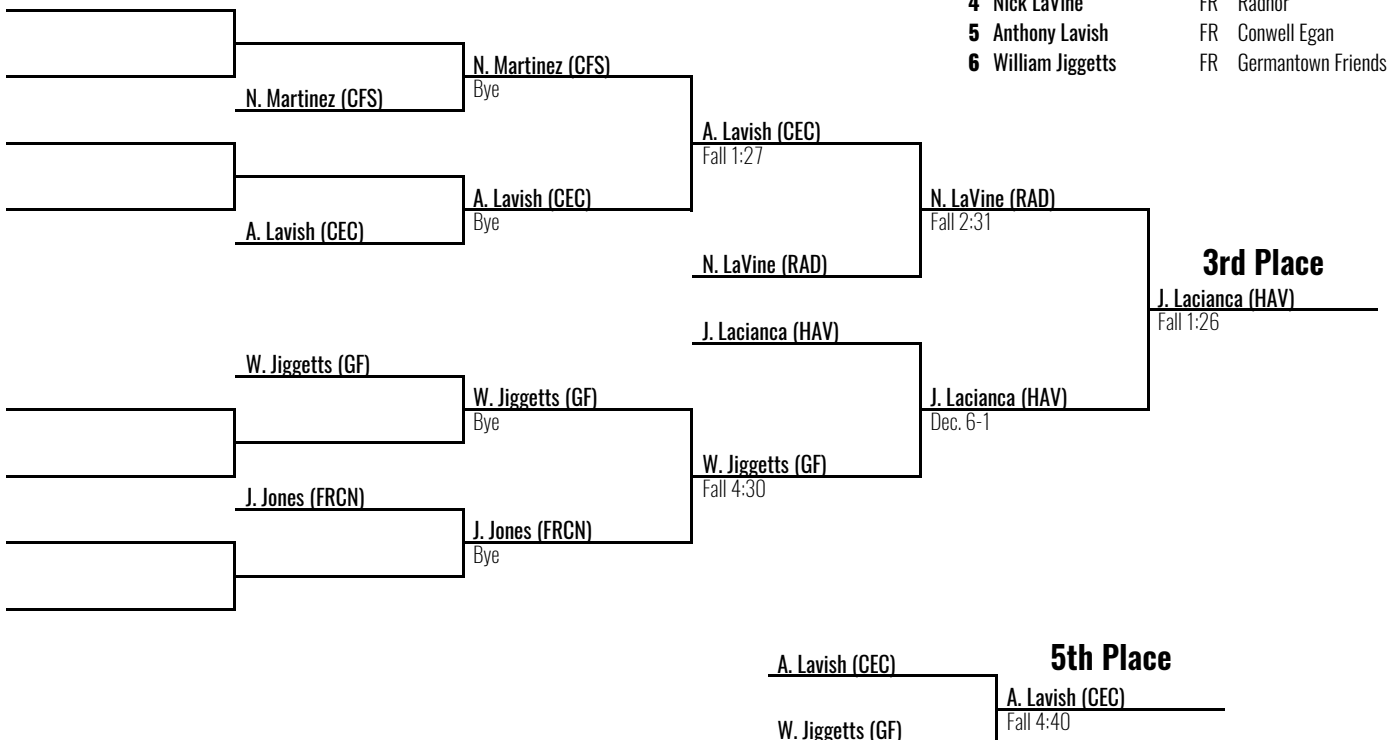 4 Nick LaVine FR Radnor
5 Anthony Lavish FR Conwell Egan
6 William Jiggetts FR Germantown Friends
N. Martinez (CFS)
Bye
N. Martinez (CFS)
A. Lavish (CEC)
Fall 1:27
A. Lavish (CEC)
Bye
A. Lavish (CEC)
N. LaVine (RAD)
Fall 2:31
N. LaVine (RAD)
3rd Place
J. Lacianca (HAV)
Fall 1:26
J. Lacianca (HAV)
W. Jiggetts (GF)
W. Jiggetts (GF)
Bye
J. Lacianca (HAV)
Dec. 6-1
W. Jiggetts (GF)
Fall 4:30
J. Jones (FRCN)
J. Jones (FRCN)
Bye
5th Place
A. Lavish (CEC)
A. Lavish (CEC)
Fall 4:40
W. Jiggetts (GF)